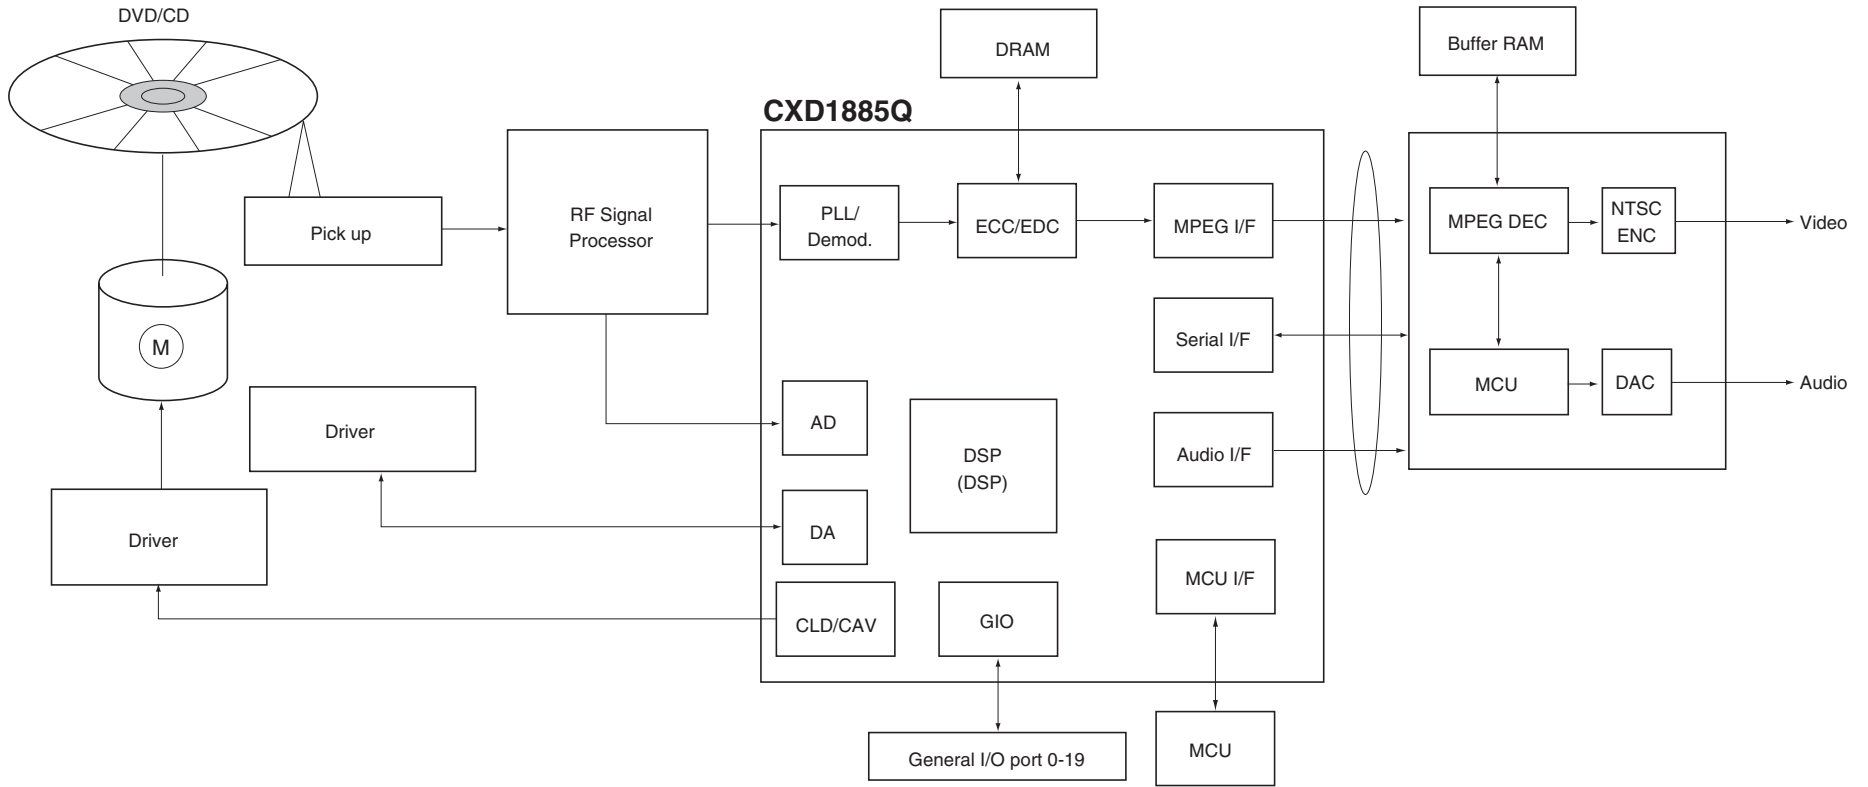 DVD/CD
DRAM
Buffer RAM
CXD1885Q
Pick up
RF Signal
Processor
PLL/
Demod.
ECC/EDC
MPEG I/F
MPEG DEC
NTSC
ENC
Video
M
Serial I/F
MCU
DAC
Audio
Driver
AD
DSP
(DSP)
Audio I/F
Driver
DA
MCU I/F
CLD/CAV
GIO
General I/O port 0-19
MCU